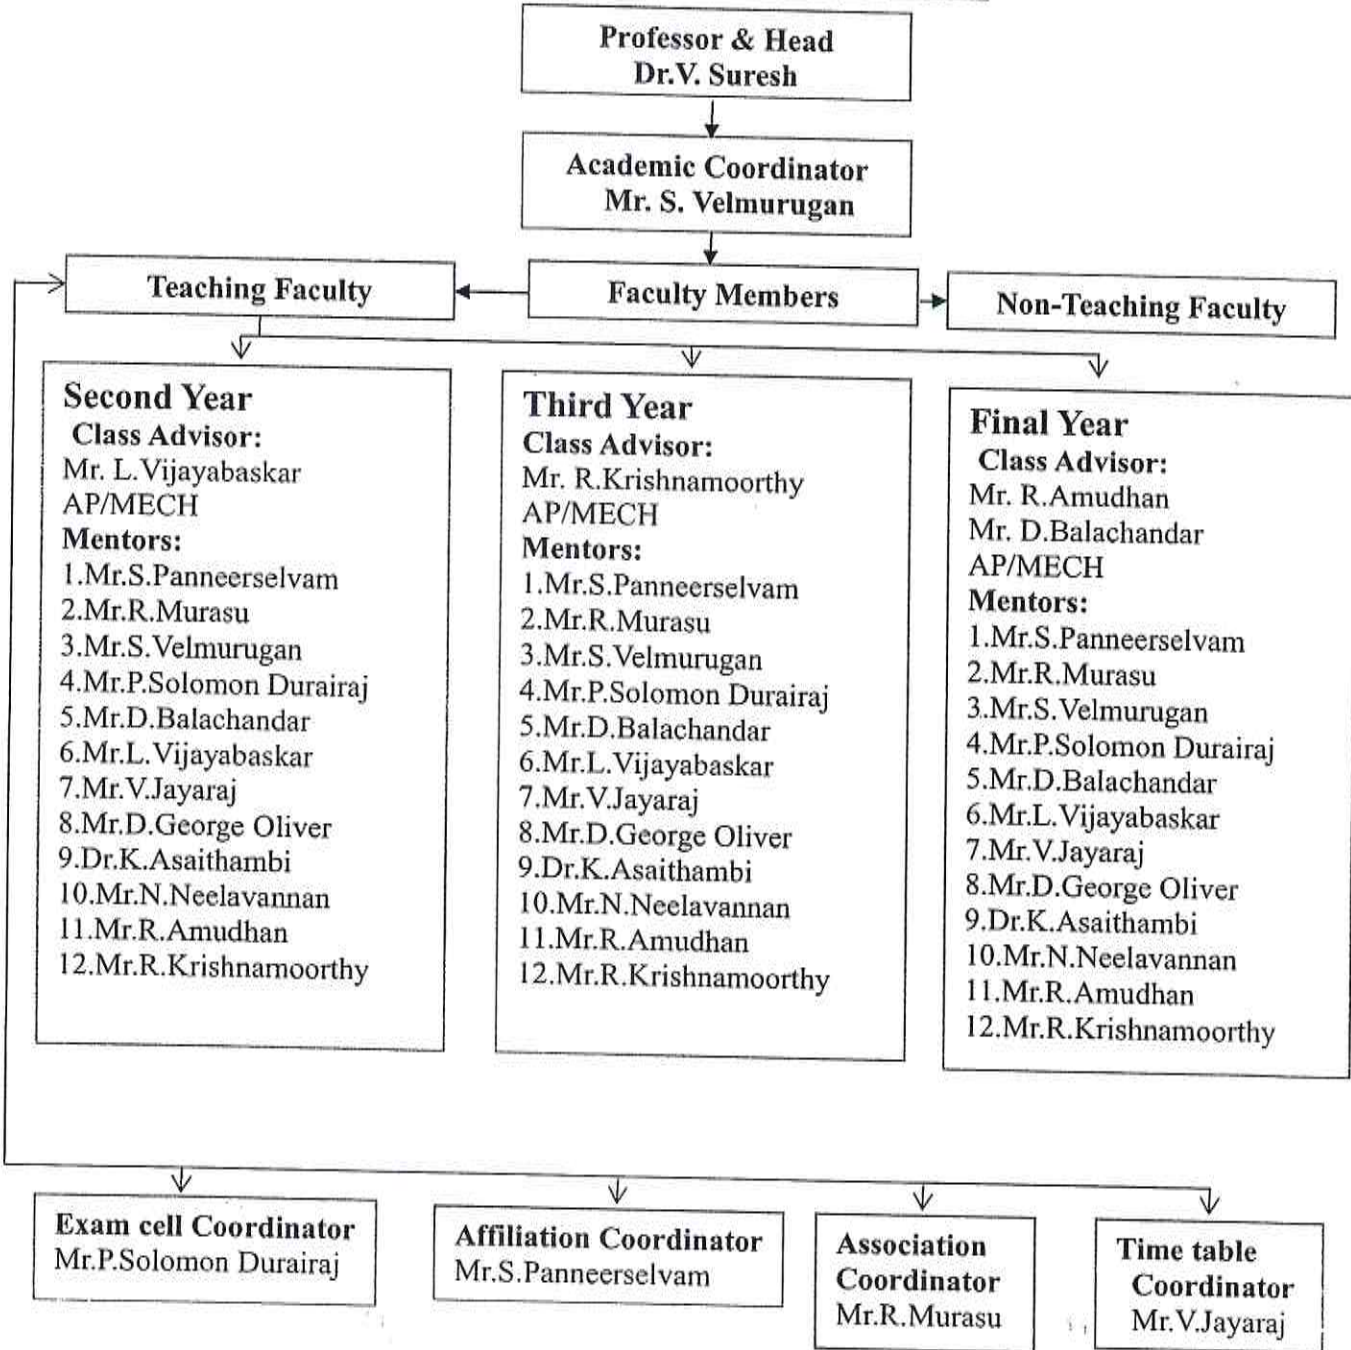 Professor & Head
Dr.V. Suresh
Academic Coordinator
Mr. S. Velmurugan
Teaching Faculty
Faculty Members
Non-Teaching Faculty
Second Year
Class Advisor:
Mr. L.Vijayabaskar
AP/MECH
Mentors:
1.Mr.S.Panneerselvam
2.Mr.R.Murasu
3.Mr.S.Velmurugan
4.Mr.P.Solomon Durairaj
5.Mr.D.Balachandar
6.Mr.L.Vijayabaskar
7.Mr.V.Jayaraj
8.Mr.D.George Oliver
9.Dr.K.Asaithambi
10.Mr.N.Neelavannan
11.Mr.R.Amudhan
12.Mr.R.Krishnamoorthy
Third Year
Class Advisor:
Mr. R.Krishnamoorthy
AP/MECH
Mentors:
1.Mr.S.Panneerselvam
2.Mr.R.Murasu
3.Mr.S.Velmurugan
4.Mr.P.Solomon Durairaj
5.Mr.D.Balachandar
6.Mr.L.Vijayabaskar
7.Mr.V.Jayaraj
8.Mr.D.George Oliver
9.Dr.K.Asaithambi
10.Mr.N.Neelavannan
11.Mr.R.Amudhan
12.Mr.R.Krishnamoorthy
Final Year
Class Advisor:
Mr. R.Amudhan
Mr. D.Balachandar
AP/MECH
Mentors:
1.Mr.S.Panneerselvam
2.Mr.R.Murasu
3.Mr.S.Velmurugan
4.Mr.P.Solomon Durairaj
5.Mr.D.Balachandar
6.Mr.L.Vijayabaskar
7.Mr.V.Jayaraj
8.Mr.D.George Oliver
9.Dr.K.Asaithambi
10.Mr.N.Neelavannan
11.Mr.R.Amudhan
12.Mr.R.Krishnamoorthy
Exam cell Coordinator
Mr.P.Solomon Durairaj
Affiliation Coordinator
Mr.S.Panneerselvam
Association
Coordinator
Mr.R.Murasu
Time table
Coordinator
Mr.V.Jayaraj